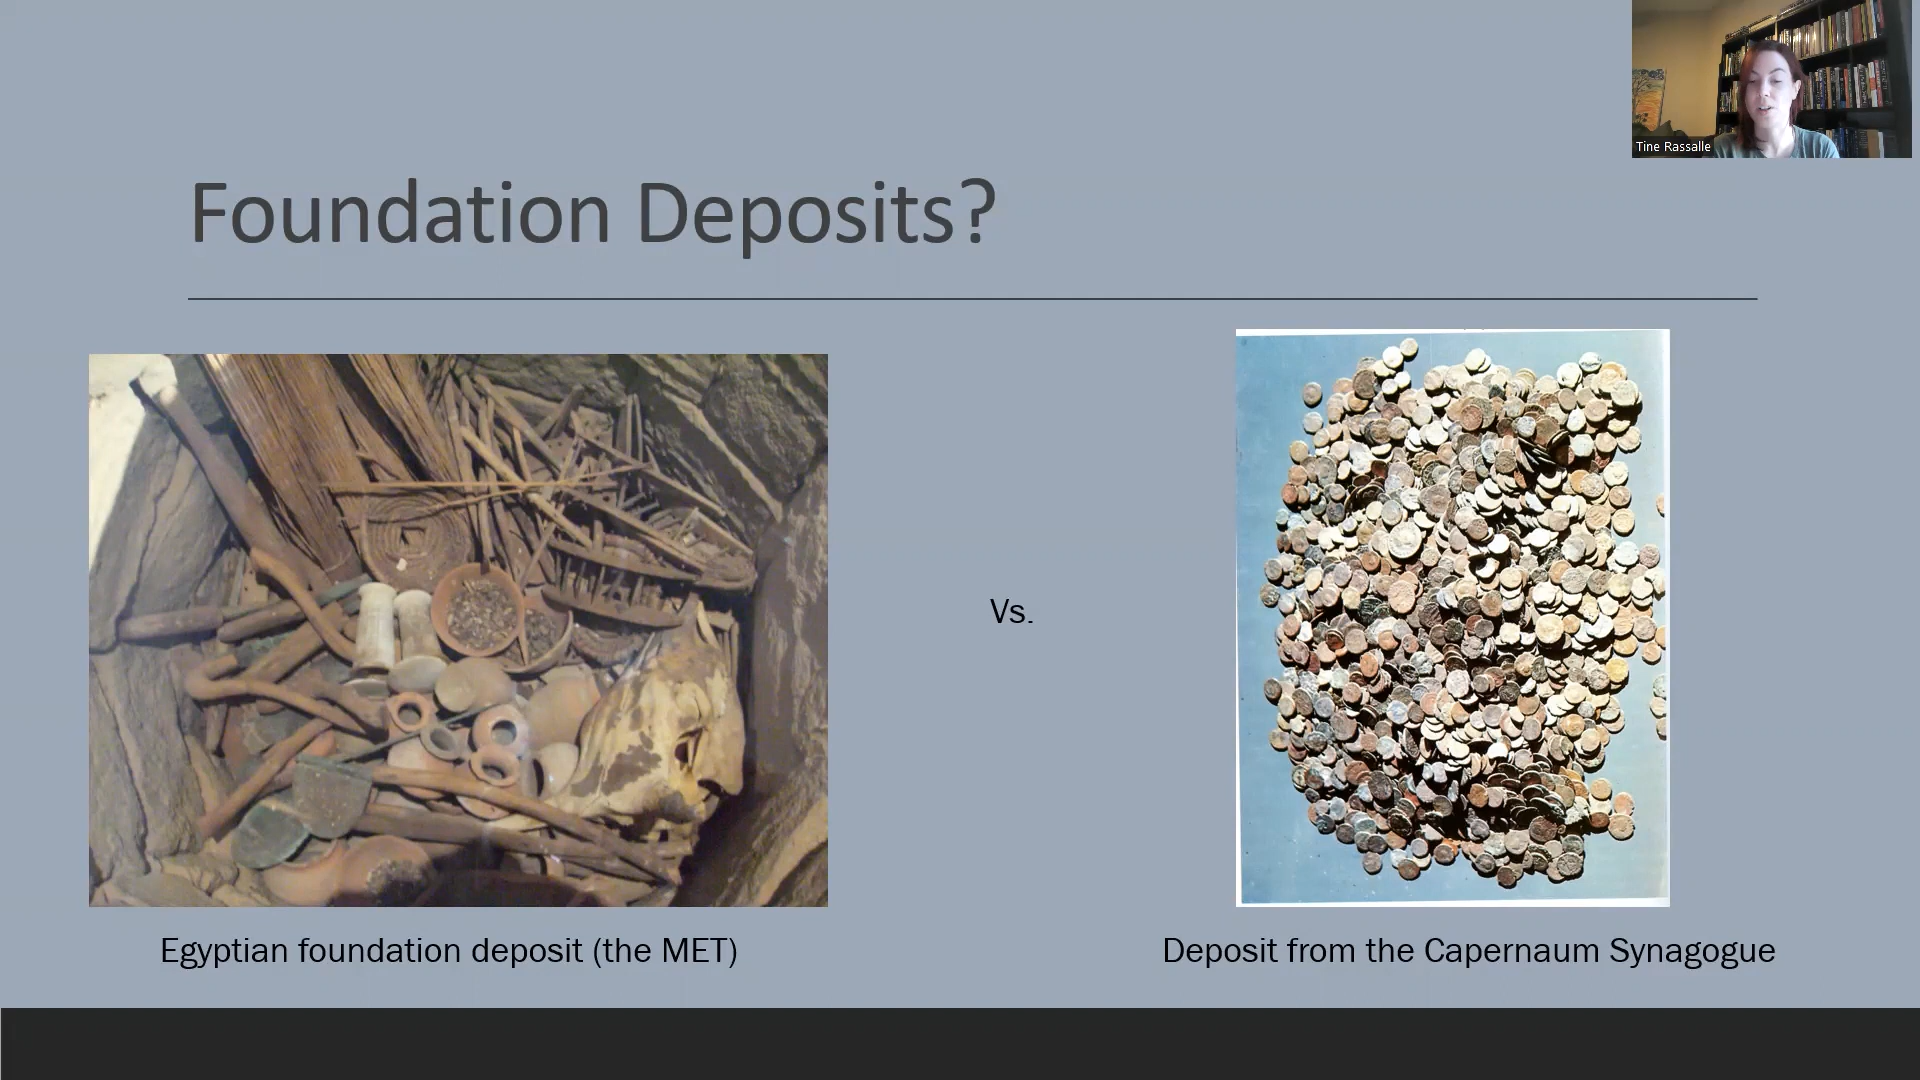 Tine Rassalle
Foundation Deposits?
Vs.
Egyptian foundation deposit (the MET)
Deposit from the Capernaum Synagogue